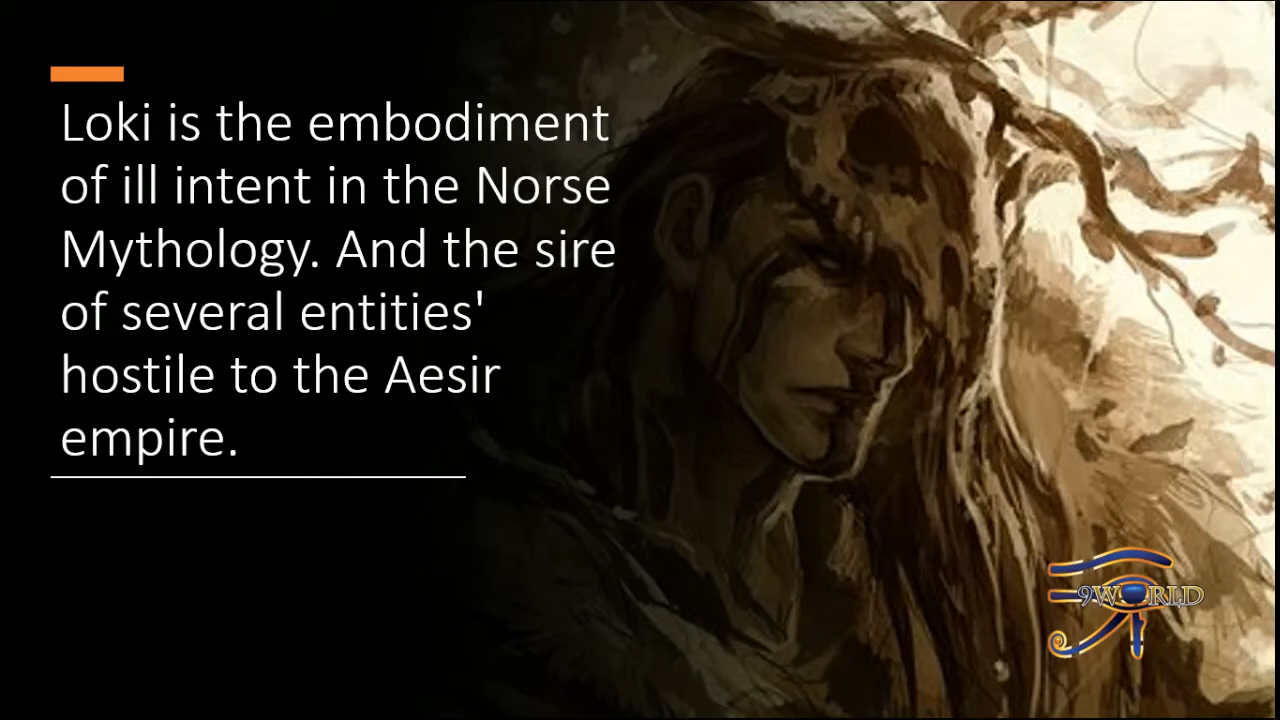 Loki is the embodiment
of ill intent in the Norse
Mythology. And the sire
of several entities'
hostile to the Aesir
empire.
9WORLD